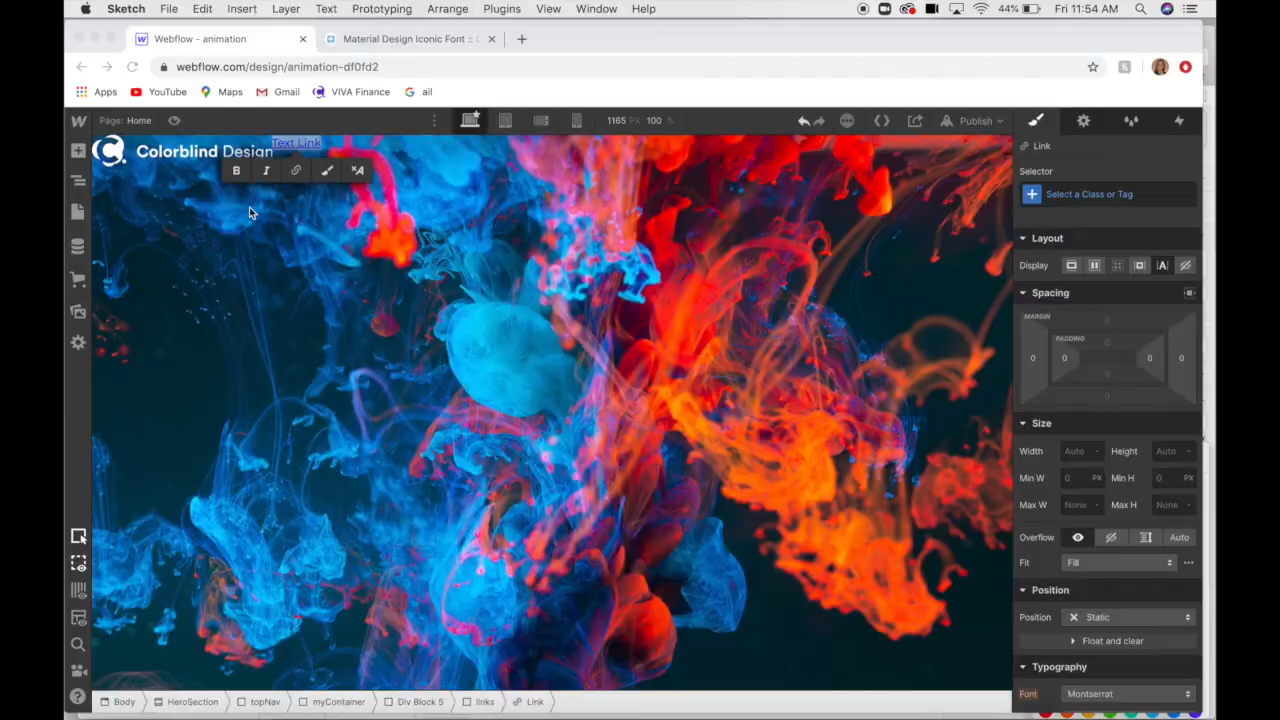 Sketch File Edit Insert Layer Text Prototyping Arrange Plugins View Window Help 44% Fri 11:54 AM
Webflow - animation Material Design Iconic Font ::
webflow.com/design/animation-df0fd2
Apps YouTube Maps Gmail VIVA Finance ail
Page: Home 1165 PX 100 % Publish
Colorblind Design Text Link
B I
Link
Selector
Select a Class or Tag
Layout
Display
Spacing
MARGIN
0
PADDING
0
0 0 0 0
0
0
Size
Width Auto - Height Auto -
Min W 0 PX Min H 0 PX
Max W None - Max H None -
Overflow Auto
Fit Fill
Position
Position Static
Float and clear
Typography
Font Montserrat
Body HeroSection topNav myContainer Div Block 5 links Link